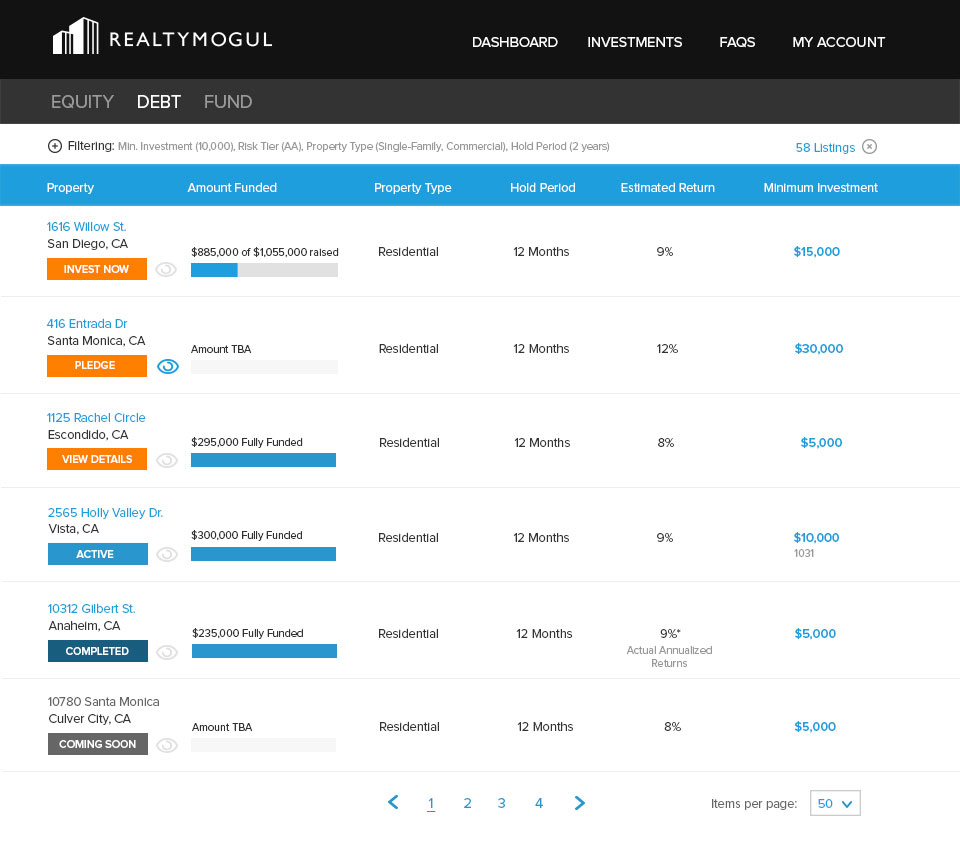 REALTYMOGUL
DASHBOARD INVESTMENTS FAQS MY ACCOUNT
EQUITY DEBT FUND
Filtering: Min. Investment (10,000), Risk Tier (AA), Property Type (Single-Family, Commercial), Hold Period (2 years) 58 Listings
Property Amount Funded Property Type Hold Period Estimated Return Minimum Investment
1616 Willow St.
San Diego, CA
$885,000 of $1,055,000 raised Residential 12 Months 9% $15,000
INVEST NOW
416 Entrada Dr
Santa Monica, CA
Amount TBA Residential 12 Months 12% $30,000
PLEDGE
1125 Rachel Circle
Escondido, CA
$295,000 Fully Funded Residential 12 Months 8% $5,000
VIEW DETAILS
2565 Holly Valley Dr.
Vista, CA
$300,000 Fully Funded Residential 12 Months 9% $10,000
ACTIVE 1031
10312 Gilbert St.
Anaheim, CA
$235,000 Fully Funded Residential 12 Months 9%* $5,000
COMPLETED Actual Annualized
Returns
10780 Santa Monica
Culver City, CA
Amount TBA Residential 12 Months 8% $5,000
COMING SOON
1 2 3 4 Items per page: 50